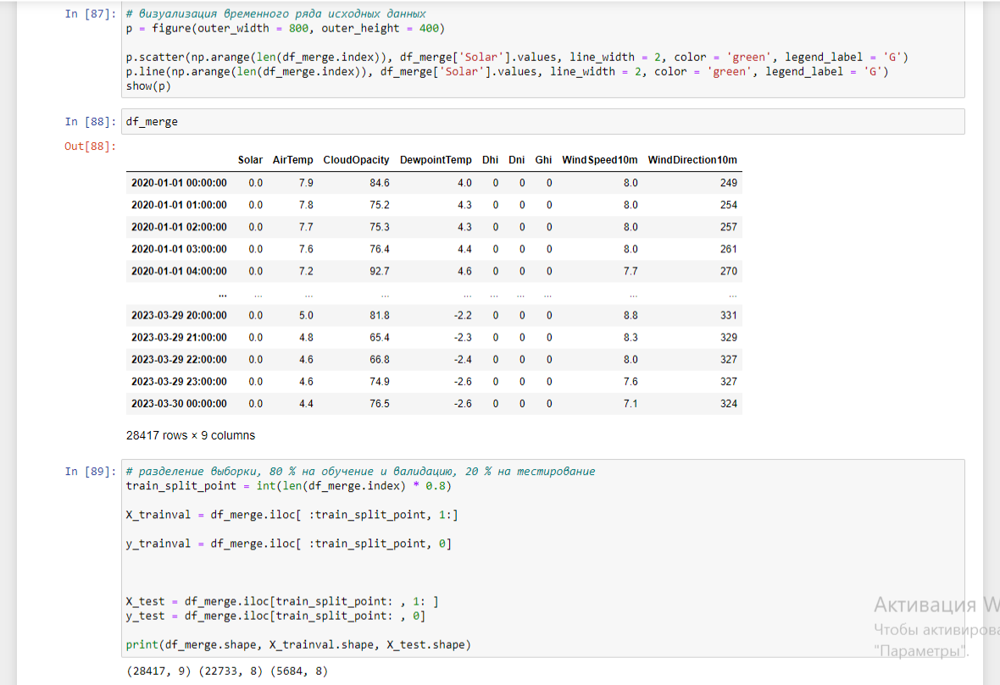 In [87]: # визуализация временного ряда исходных данных
p = figure(outer_width = 800, outer_height = 400)
p.scatter(np.arange(len(df_merge.index)), df_merge['Solar'].values, line_width = 2, color = 'green', legend_label = 'G')
p.line(np.arange(len(df_merge.index)), df_merge['Solar'].values, line_width = 2, color = 'green', legend_label = 'G')
show(p)
In [88]: df_merge
Out[88]:
Solar AirTemp CloudOpacity DewpointTemp Dhi Dni Ghi WindSpeed10m WindDirection10m
2020-01-01 00:00:00 0.0 7.9 84.6 4.0 0 0 0 8.0 249
2020-01-01 01:00:00 0.0 7.8 75.2 4.3 0 0 0 8.0 254
2020-01-01 02:00:00 0.0 7.7 75.3 4.3 0 0 0 8.0 257
2020-01-01 03:00:00 0.0 7.6 76.4 4.4 0 0 0 8.0 261
2020-01-01 04:00:00 0.0 7.2 92.7 4.6 0 0 0 7.7 270
... ... ... ... ... ... ... ... ... ...
2023-03-29 20:00:00 0.0 5.0 81.8 -2.2 0 0 0 8.8 331
2023-03-29 21:00:00 0.0 4.8 65.4 -2.3 0 0 0 8.3 329
2023-03-29 22:00:00 0.0 4.6 66.8 -2.4 0 0 0 8.0 327
2023-03-29 23:00:00 0.0 4.6 74.9 -2.6 0 0 0 7.6 327
2023-03-30 00:00:00 0.0 4.4 76.5 -2.6 0 0 0 7.1 324
28417 rows × 9 columns
In [89]: # разделение выборки, 80 % на обучение и валидацию, 20 % на тестирование
train_split_point = int(len(df_merge.index) * 0.8)
X_trainval = df_merge.iloc[ :train_split_point, 1:]
y_trainval = df_merge.iloc[ :train_split_point, 0]
X_test = df_merge.iloc[train_split_point: , 1: ]
y_test = df_merge.iloc[train_split_point: , 0]
print(df_merge.shape, X_trainval.shape, X_test.shape)
(28417, 9) (22733, 8) (5684, 8)
Активация W
Чтобы активирова
"Параметры".